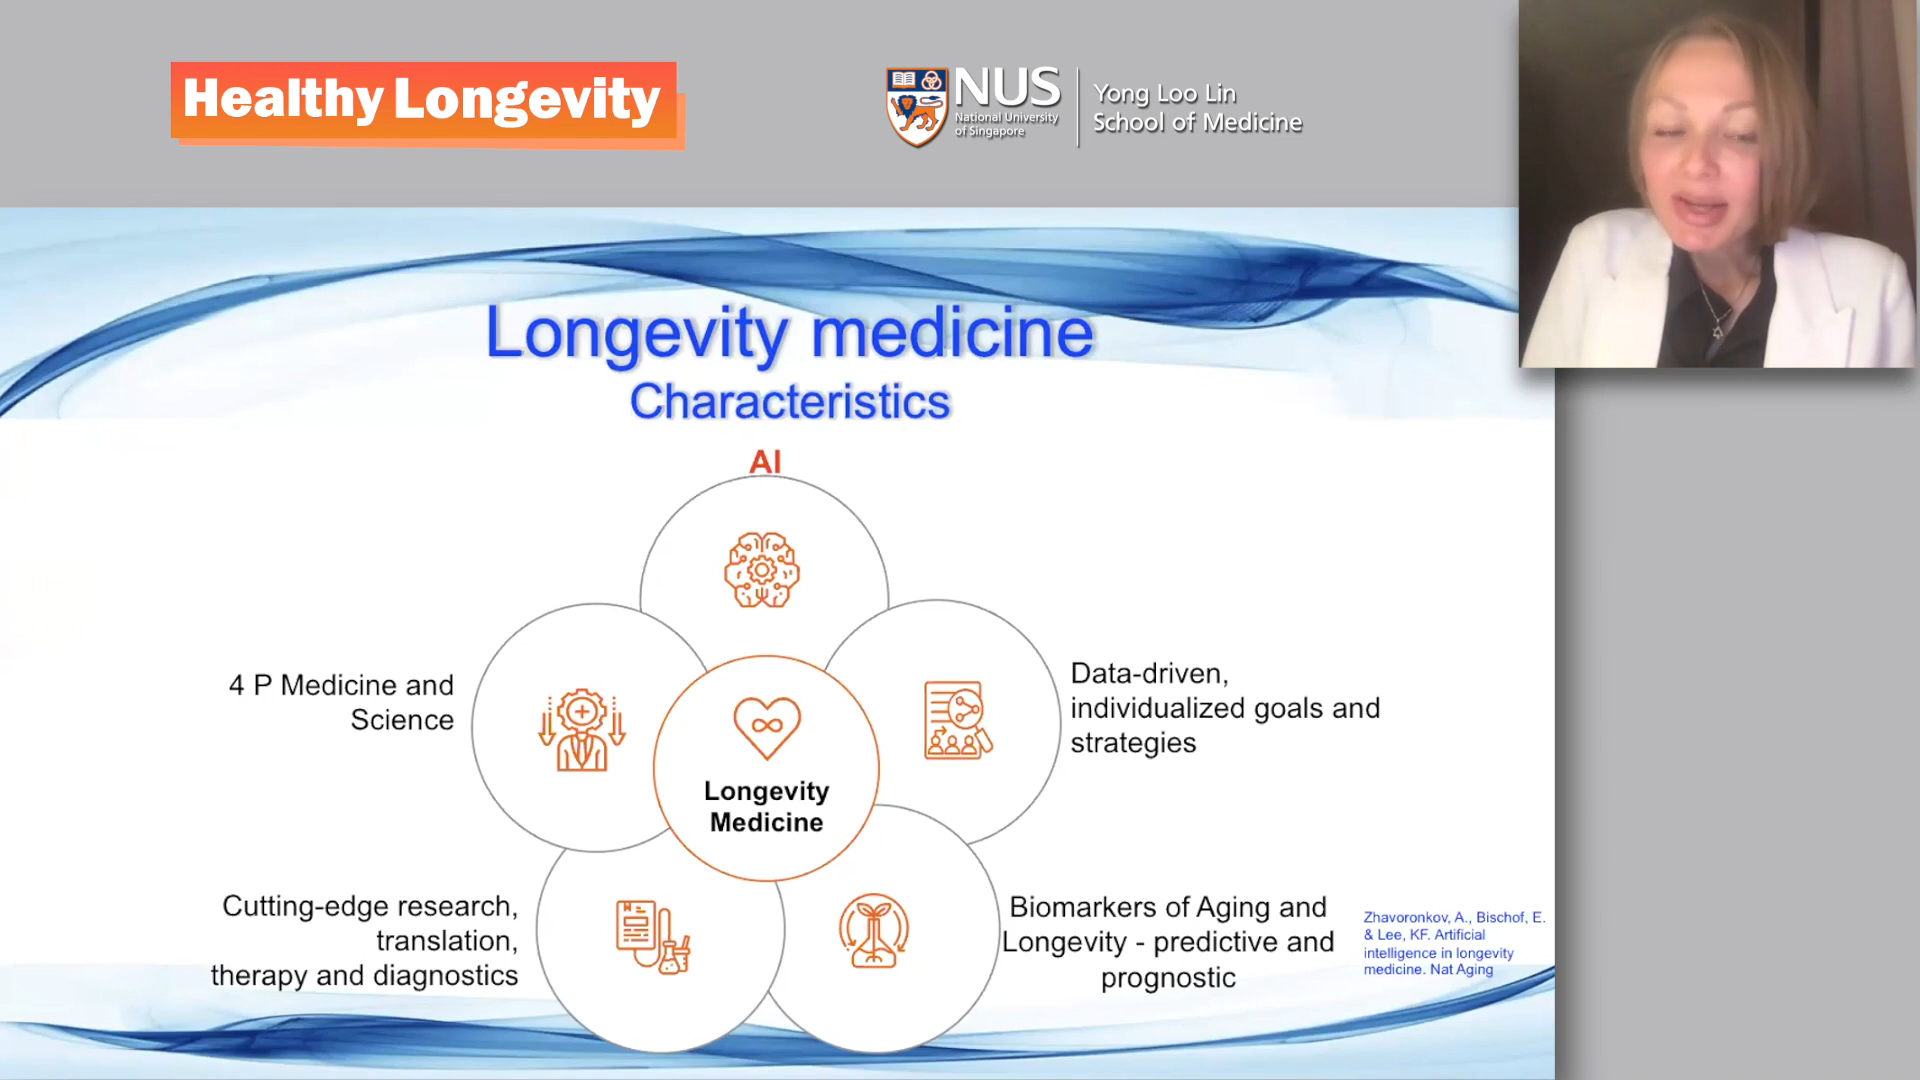 Healthy Longevity
NUS
National University
of Singapore
Yong Loo Lin
School of Medicine
Longevity medicine
Characteristics
AI
4 P Medicine and
Science
Data-driven,
individualized goals and
strategies
Longevity
Medicine
Cutting-edge research,
translation,
therapy and diagnostics
Biomarkers of Aging and
Longevity - predictive and
prognostic
Zhavoronkov, A., Bischof, E.
& Lee, KF. Artificial
intelligence in longevity
medicine. Nat Aging